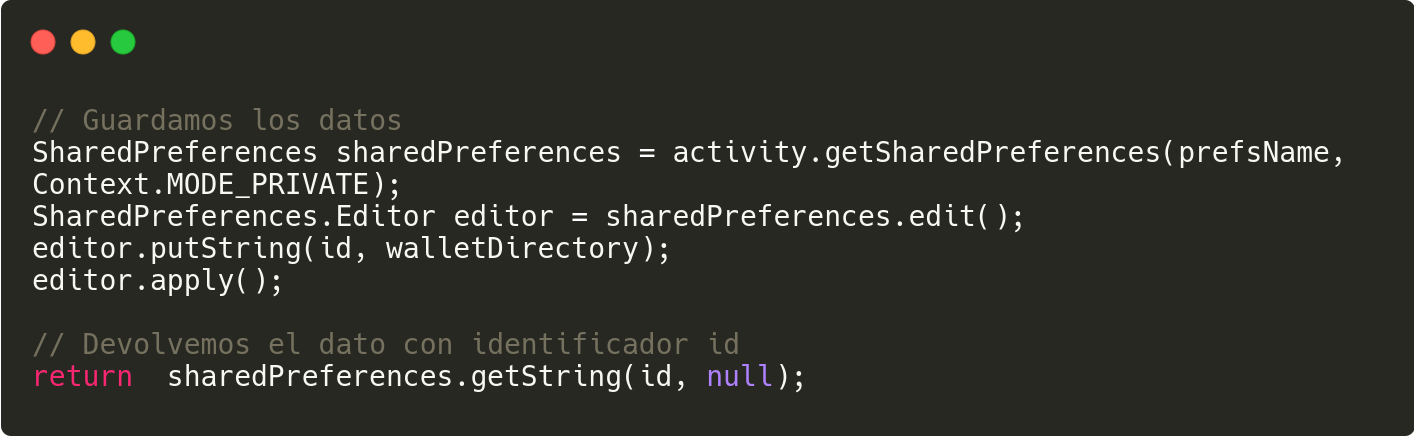 // Guardamos los datos
SharedPreferences sharedPreferences = activity.getSharedPreferences(prefsName,
Context.MODE_PRIVATE);
SharedPreferences.Editor editor = sharedPreferences.edit();
editor.putString(id, walletDirectory);
editor.apply();

// Devolvemos el dato con identificador id
return  sharedPreferences.getString(id, null);